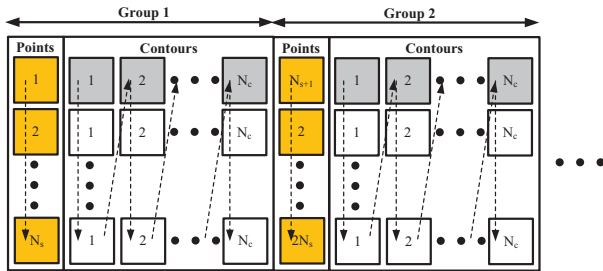 Group 1 Group 2
Points Contours Points Contours
1 1 2 N_c N_{s+1} 1 2 N_c
2 1 2 N_c 2 1 2 N_c
N_s 1 2 N_c 2N_s 1 2 N_c